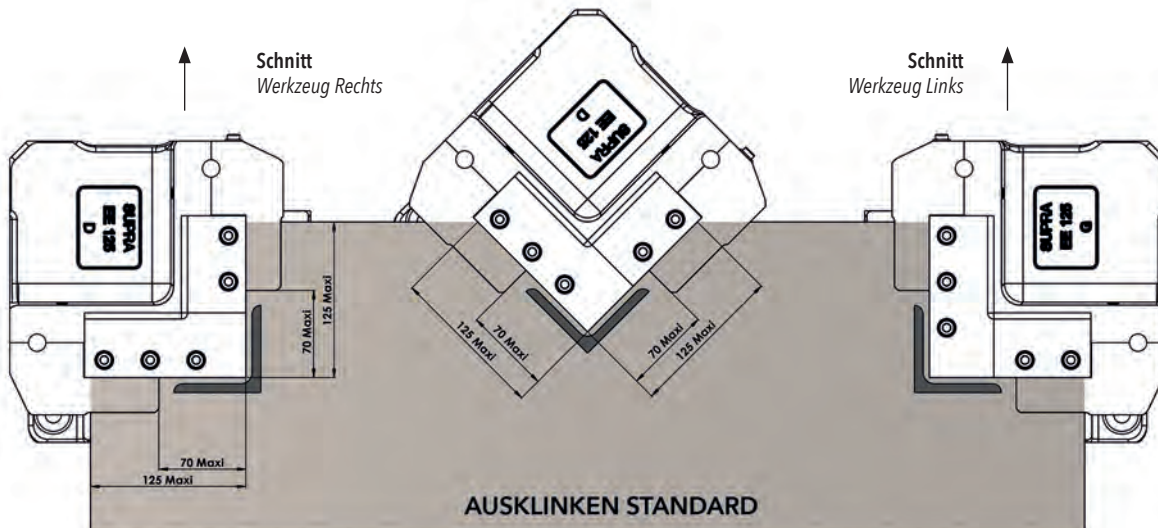 Schnitt
Werkzeug Rechts
Schnitt
Werkzeug Links
SUPRA
EE 125
D
SUPRA
EE 125
D
SUPRA
EE 125
G
70 Maxi
125 Maxi
125 Maxi
70 Maxi
70 Maxi
125 Maxi
70 Maxi
125 Maxi
AUSKLINKEN STANDARD